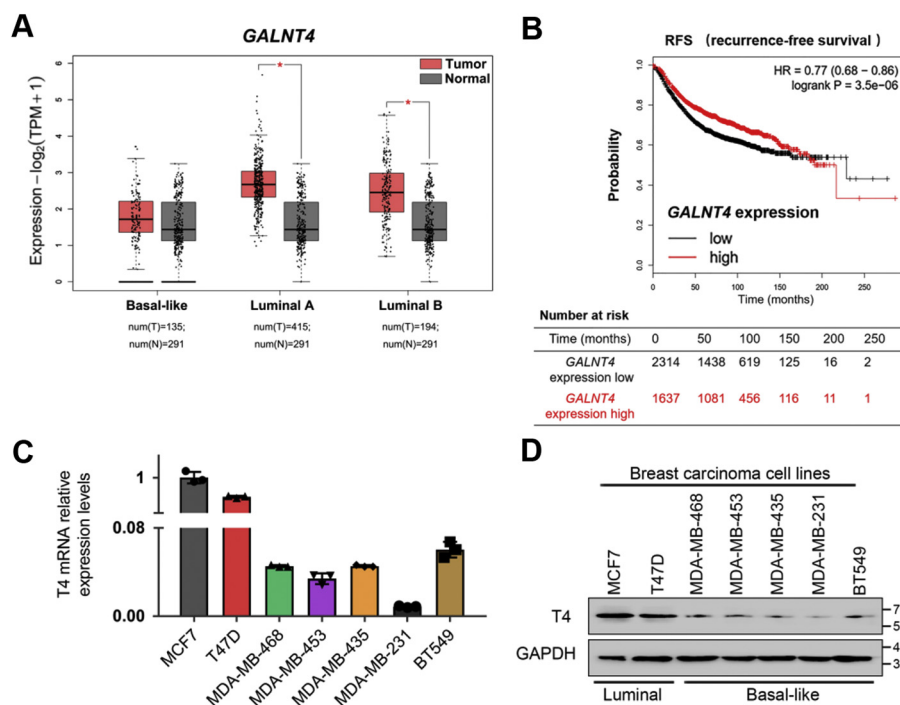 A
GALNT4
Tumor
Normal
Expression − log2(TPM + 1)
6
5
4
3
2
1
0
*
*
Basal-like
Luminal A
Luminal B
num(T)=135;
num(T)=415;
num(T)=194;
num(N)=291
num(N)=291
num(N)=291
B
RFS (recurrence-free survival)
HR = 0.77 (0.68 − 0.86)
logrank P = 3.5e−06
Probability
1.0
0.8
0.6
0.4
0.2
0.0
GALNT4 expression
low
high
0 50 100 150 200 250
Time (months)
Number at risk
Time (months) 0 50 100 150 200 250
GALNT4
expression low
2314 1438 619 125 16 2
GALNT4
expression high
1637 1081 456 116 11 1
C
T4 mRNA relative
expression levels
1
0.08
0.00
MCF7
T47D
MDA-MB-468
MDA-MB-453
MDA-MB-435
MDA-MB-231
BT549
D
Breast carcinoma cell lines
MCF7
T47D
MDA-MB-468
MDA-MB-453
MDA-MB-435
MDA-MB-231
BT549
T4
7
5
GAPDH
4
3
Luminal
Basal-like